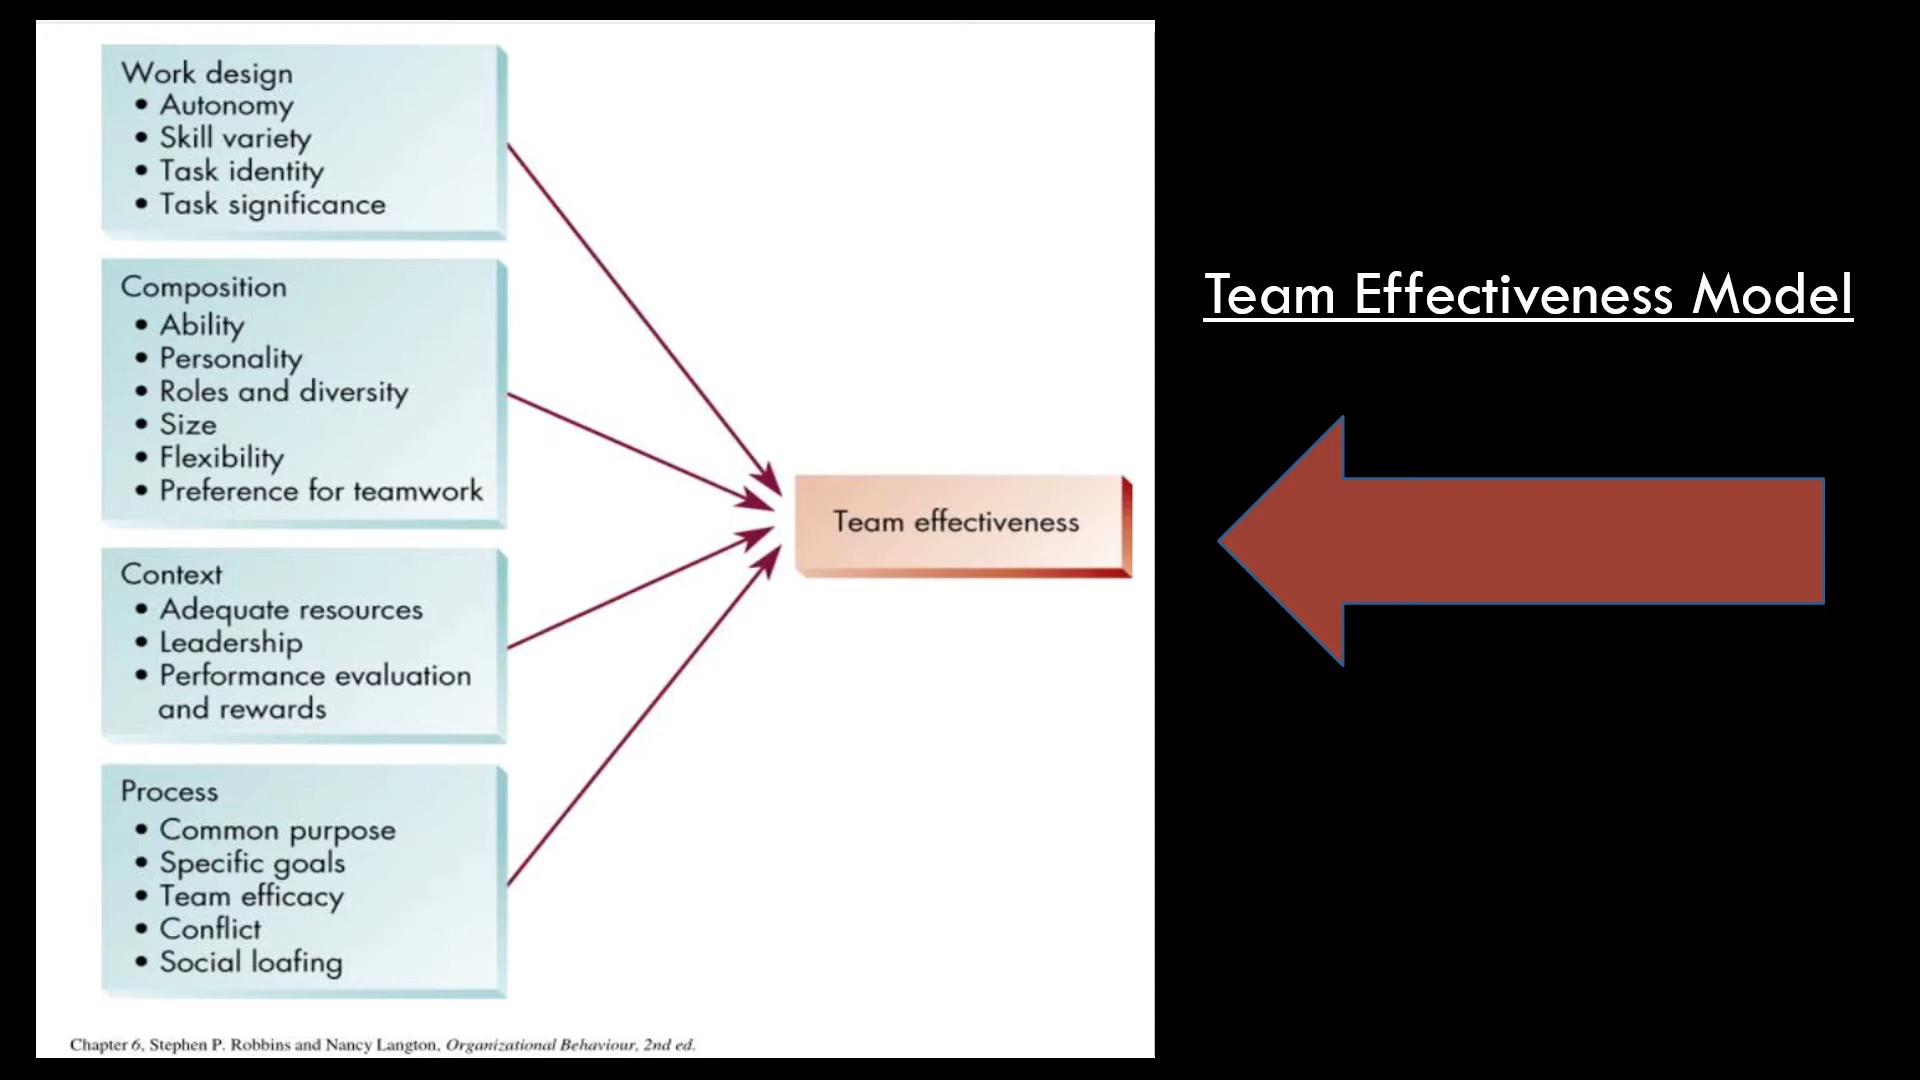 Work design
• Autonomy
• Skill variety
• Task identity
• Task significance
Composition
• Ability
• Personality
• Roles and diversity
• Size
• Flexibility
• Preference for teamwork
Context
• Adequate resources
• Leadership
• Performance evaluation
and rewards
Process
• Common purpose
• Specific goals
• Team efficacy
• Conflict
• Social loafing
Team effectiveness
Chapter 6, Stephen P. Robbins and Nancy Langton, Organizational Behaviour, 2nd ed.
Team Effectiveness Model